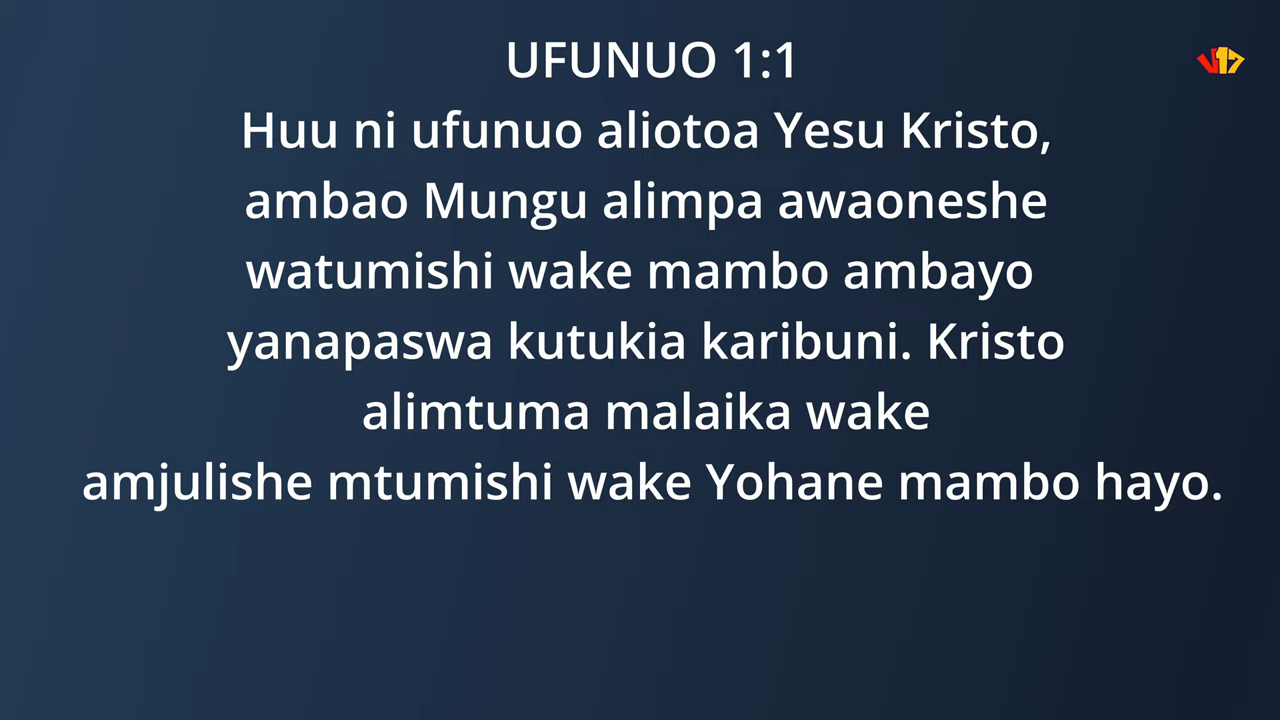 UFUNUO 1:1
V17
Huu ni ufunuo aliotoa Yesu Kristo,
ambao Mungu alimpa awaoneshe
watumishi wake mambo ambayo
yanapaswa kutukia karibuni. Kristo
alimtuma malaika wake
amjulishe mtumishi wake Yohane mambo hayo.